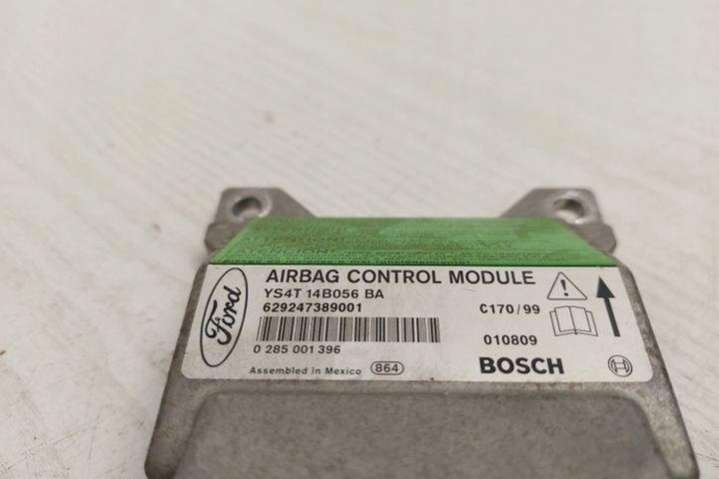 AIRBAG CONTROL MODULE
YS4T 14B056 BA
629247389001
C170/99
Ford
010809
0 285 001 396
BOSCH
Assembled in Mexico 864